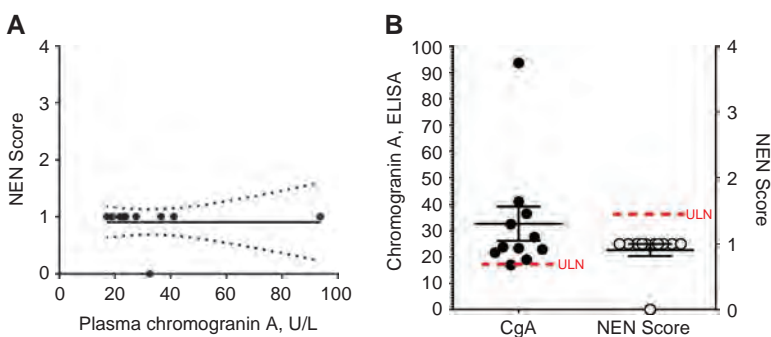 A
NEN Score
4
3
2
1
0
0 20 40 60 80 100
Plasma chromogranin A, U/L
B
Chromogranin A, ELISA
100
90
80
70
60
50
40
30
20
10
0
ULN
ULN
CgA NEN Score
4
3
2
1
0
NEN Score